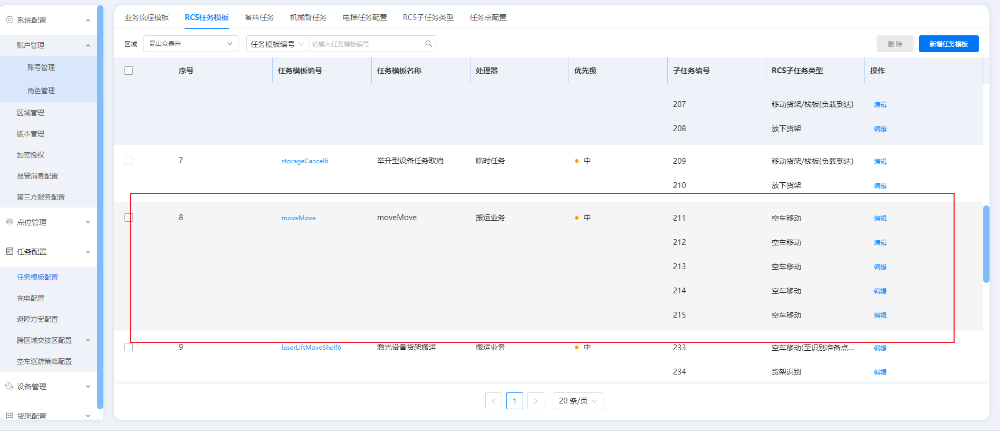 系统配置
账户管理
账号管理
角色管理
区域管理
版本管理
加密授权
报警消息配置
第三方服务配置
点位管理
任务配置
任务模板配置
充电配置
避障方案配置
跨区域交接区配置
空车巡游策略配置
设备管理
货架配置
业务流程模板 RCS任务模板 备料任务 机械臂任务 电梯任务配置 RCS子任务类型 任务点配置
区域 昆山众泰兴 任务模板编号 请输入任务模板编号 删 除 新增任务模板
序号 任务模板编号 任务模板名称 处理器 优先级 子任务编号 RCS子任务类型 操作
207 移动货架/栈板(负载到达) 编辑
208 放下货架 编辑
7 storageCancel6 举升型设备任务取消 临时任务 中 209 移动货架/栈板(负载到达) 编辑
210 放下货架 编辑
8 moveMove moveMove 搬运业务 中 211 空车移动 编辑
212 空车移动 编辑
213 空车移动 编辑
214 空车移动 编辑
215 空车移动 编辑
9 laserLiftMoveShelf6 激光设备货架搬运 搬运业务 中 233 空车移动(至识别准备点... 编辑
234 货架识别 编辑
< 1 > 20 条/页